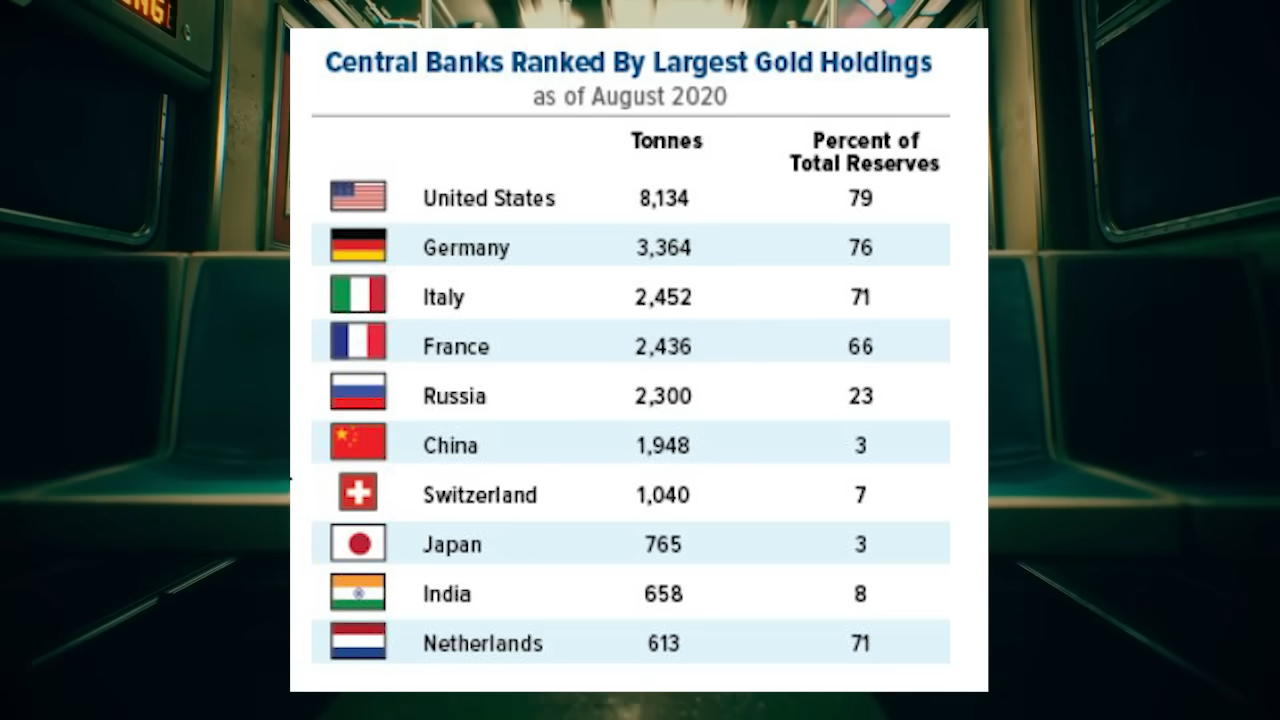 Central Banks Ranked By Largest Gold Holdings
as of August 2020
Tonnes Percent of
Total Reserves
United States 8,134 79
Germany 3,364 76
Italy 2,452 71
France 2,436 66
Russia 2,300 23
China 1,948 3
Switzerland 1,040 7
Japan 765 3
India 658 8
Netherlands 613 71